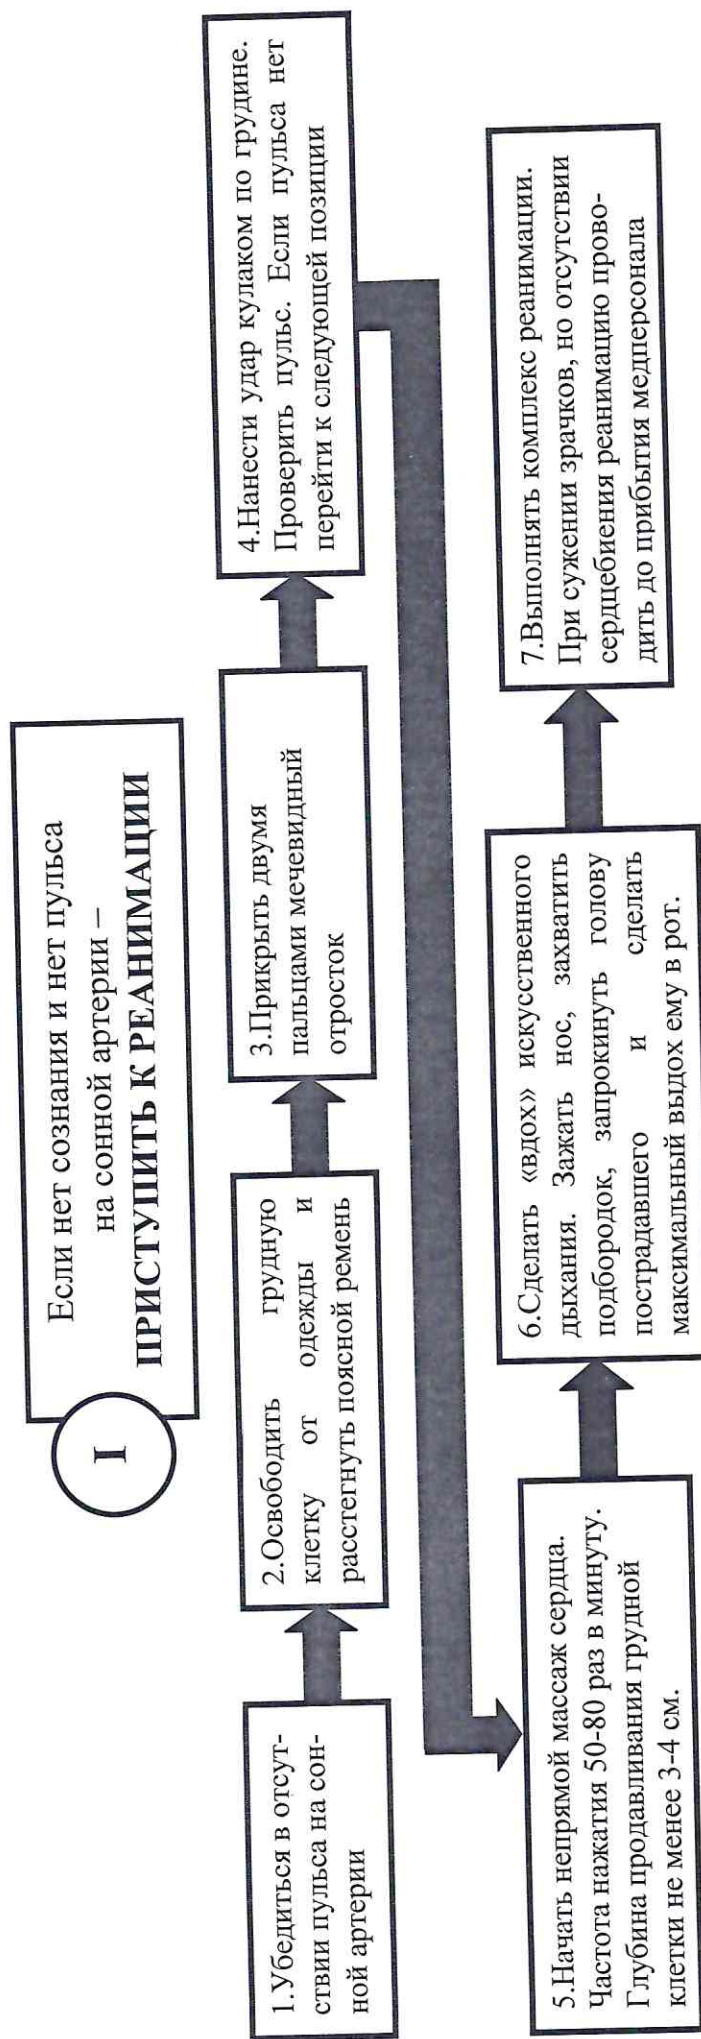 I
Если нет сознания и нет пульса
на сонной артерии –
ПРИСТУПИТЬ К РЕАНИМАЦИИ
1.Убедиться в отсут-
ствии пульса на сон-
ной артерии
2.Освободить грудную
клетку от одежды и
расстегнуть поясной ремень
3.Прикрыть двумя
пальцами мечевидный
отросток
4.Нанести удар кулаком по грудине.
Проверить пульс. Если пульса нет
перейти к следующей позиции
5.Начать непрямой массаж сердца.
Частота нажатия 50-80 раз в минуту.
Глубина продавливания грудной
клетки не менее 3-4 см.
6.Сделать «вдох» искусственного
дыхания. Зажать нос, захватить
подбородок, запрокинуть голову
пострадавшего и сделать
максимальный выдох ему в рот.
7.Выполнять комплекс реанимации.
При сужении зрачков, но отсутствии
сердцебиения реанимацию прово-
дить до прибытия медперсонала